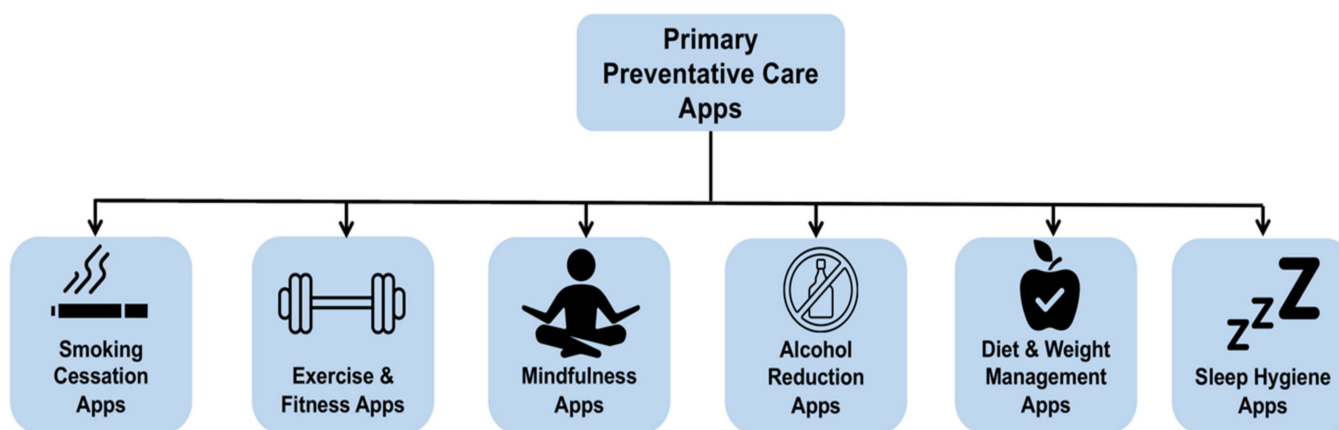 Primary
Preventative Care
Apps
Smoking
Cessation
Apps
Exercise &
Fitness Apps
Mindfulness
Apps
Alcohol
Reduction
Apps
Diet & Weight
Management
Apps
Sleep Hygiene
Apps